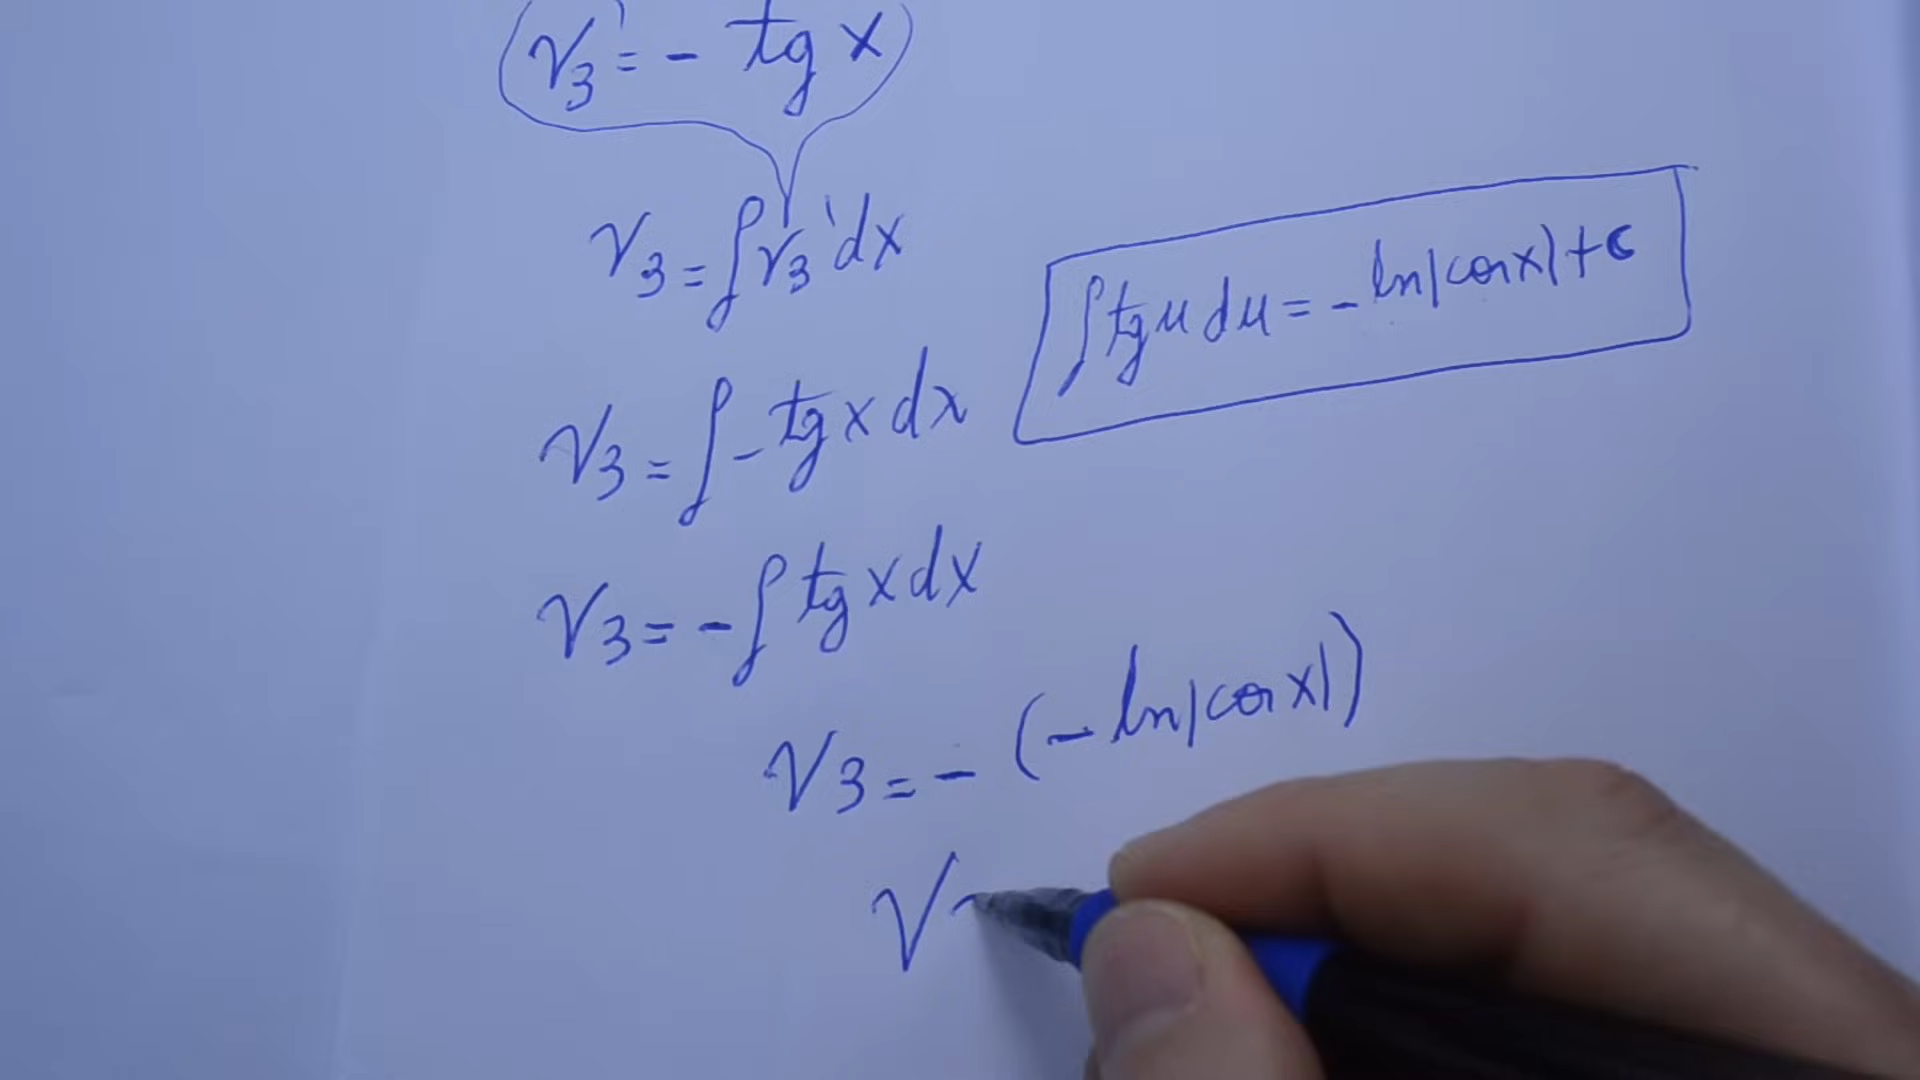 V₃' = - tg x
V₃ = ∫V₃' dx
∫tg u du = - ln|cos x| + c
V₃ = ∫- tg x dx
V₃ = - ∫ tg x dx
V₃ = - (- ln|cos x|)
V